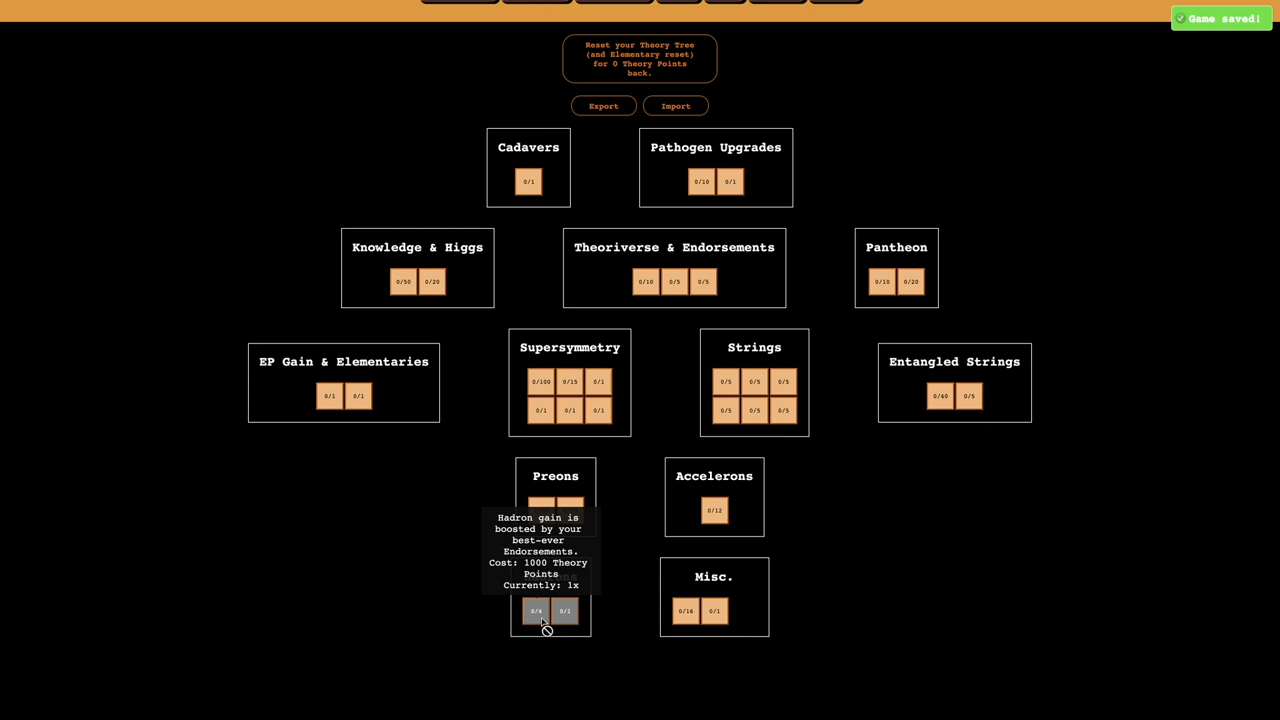 Game saved!
Reset your Theory Tree
(and Elementary reset)
for 0 Theory Points
back.
Export Import
Cadavers Pathogen Upgrades
0/1 0/10 0/1
Knowledge & Higgs Theoriverse & Endorsements Pantheon
0/50 0/20 0/10 0/5 0/5 0/10 0/20
Supersymmetry Strings
EP Gain & Elementaries Entangled Strings
0/100 0/15 0/1 0/5 0/5 0/5
0/1 0/1 0/40 0/5
0/1 0/1 0/1 0/5 0/5 0/5
Preons Accelerons
0/12
Hadron gain is
boosted by your
best-ever
Endorsements.
Cost: 1000 Theory
Points
Currently: 1x
Misc.
0/4 0/1 0/16 0/1